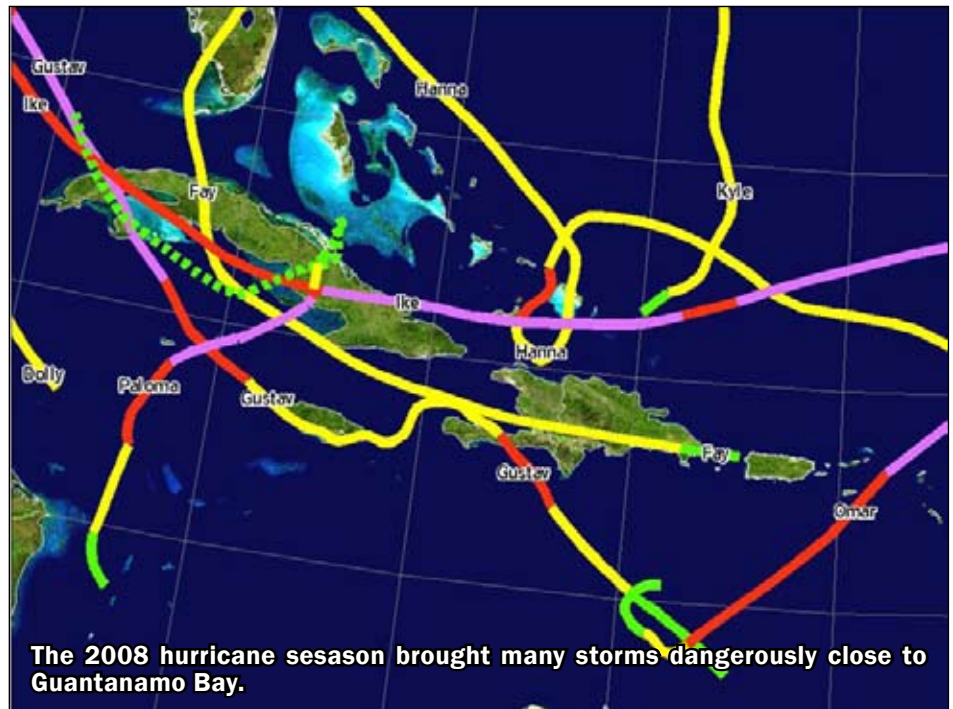 Gustav
Hanna
Ike
Fay
Kyle
Ike
Hanna
Dolly
Paloma
Gustav
Fay
Gustav
Omar
The 2008 hurricane sesason brought many storms dangerously close to
Guantanamo Bay.